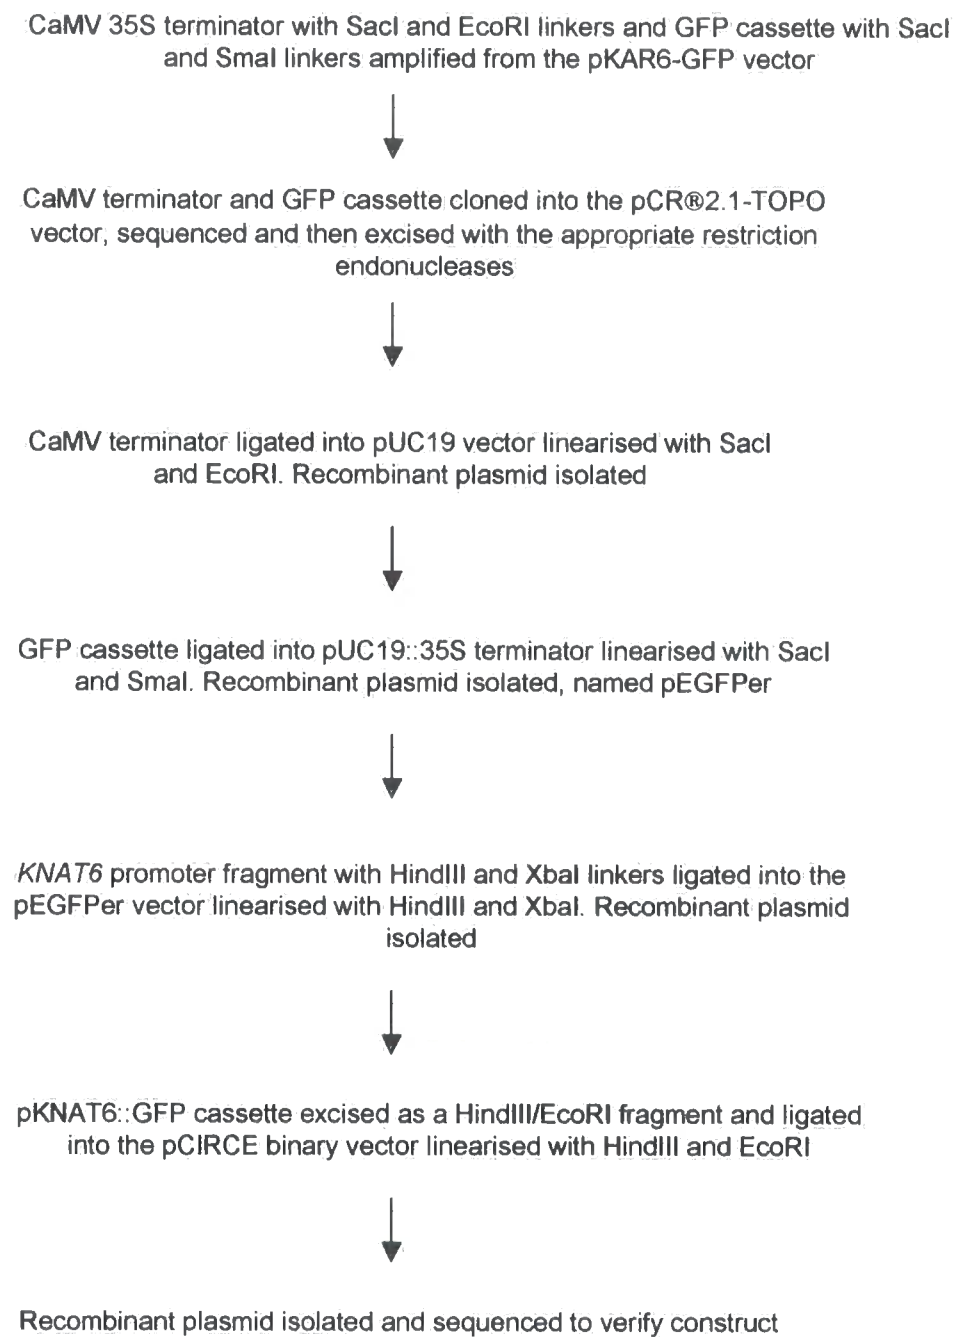 CaMV 35S terminator with SacI and EcoRI linkers and GFP cassette with SacI
and SmaI linkers amplified from the pKAR6-GFP vector
CaMV terminator and GFP cassette cloned into the pCR®2.1-TOPO
vector, sequenced and then excised with the appropriate restriction
endonucleases
CaMV terminator ligated into pUC19 vector linearised with SacI
and EcoRI. Recombinant plasmid isolated
GFP cassette ligated into pUC19::35S terminator linearised with SacI
and SmaI. Recombinant plasmid isolated, named pEGFPer
KNAT6 promoter fragment with HindIII and XbaI linkers ligated into the
pEGFPer vector linearised with HindIII and XbaI. Recombinant plasmid
isolated
pKNAT6::GFP cassette excised as a HindIII/EcoRI fragment and ligated
into the pCIRCE binary vector linearised with HindIII and EcoRI
Recombinant plasmid isolated and sequenced to verify construct